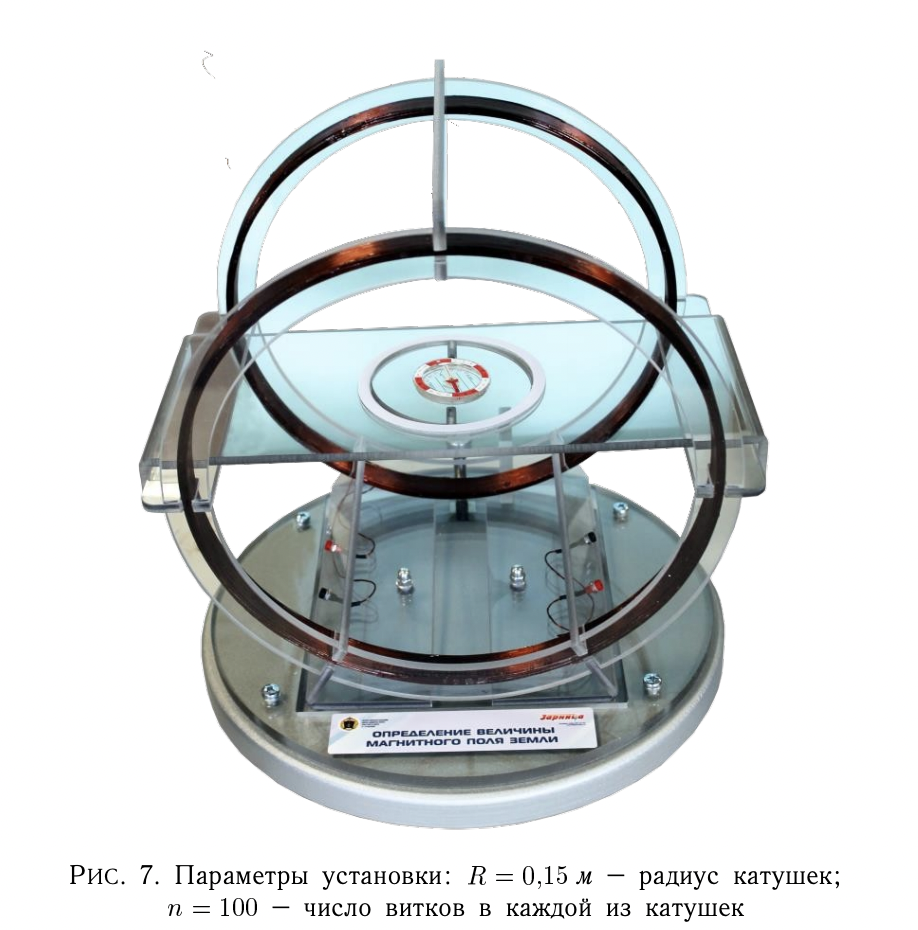 Зарница
ОПРЕДЕЛЕНИЕ ВЕЛИЧИНЫ
МАГНИТНОГО ПОЛЯ ЗЕМЛИ
Рис. 7. Параметры установки: R = 0,15 м — радиус катушек;
n = 100 — число витков в каждой из катушек